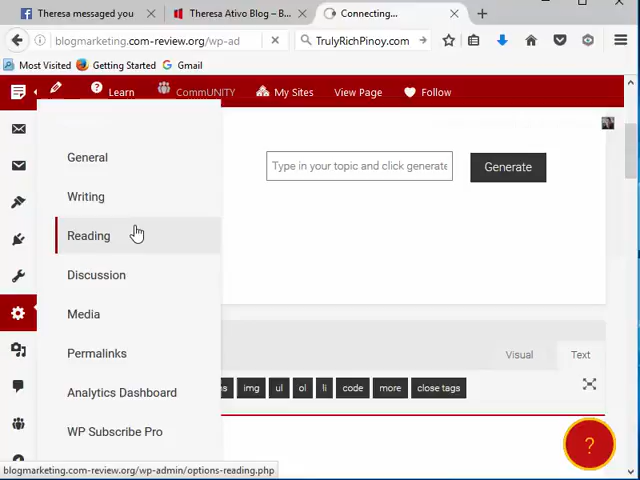 Theresa messaged you
Theresa Ativo Blog – B...
Connecting...
blogmarketing.com-review.org/wp-ad
TrulyRichPinoy.com
Most Visited
Getting Started
Gmail
Learn
CommUNITY
My Sites
View Page
Follow
General
Writing
Reading
Discussion
Media
Permalinks
Analytics Dashboard
WP Subscribe Pro
Type in your topic and click generate
Generate
Visual
Text
img
ul
ol
li
code
more
close tags
?
blogmarketing.com-review.org/wp-admin/options-reading.php